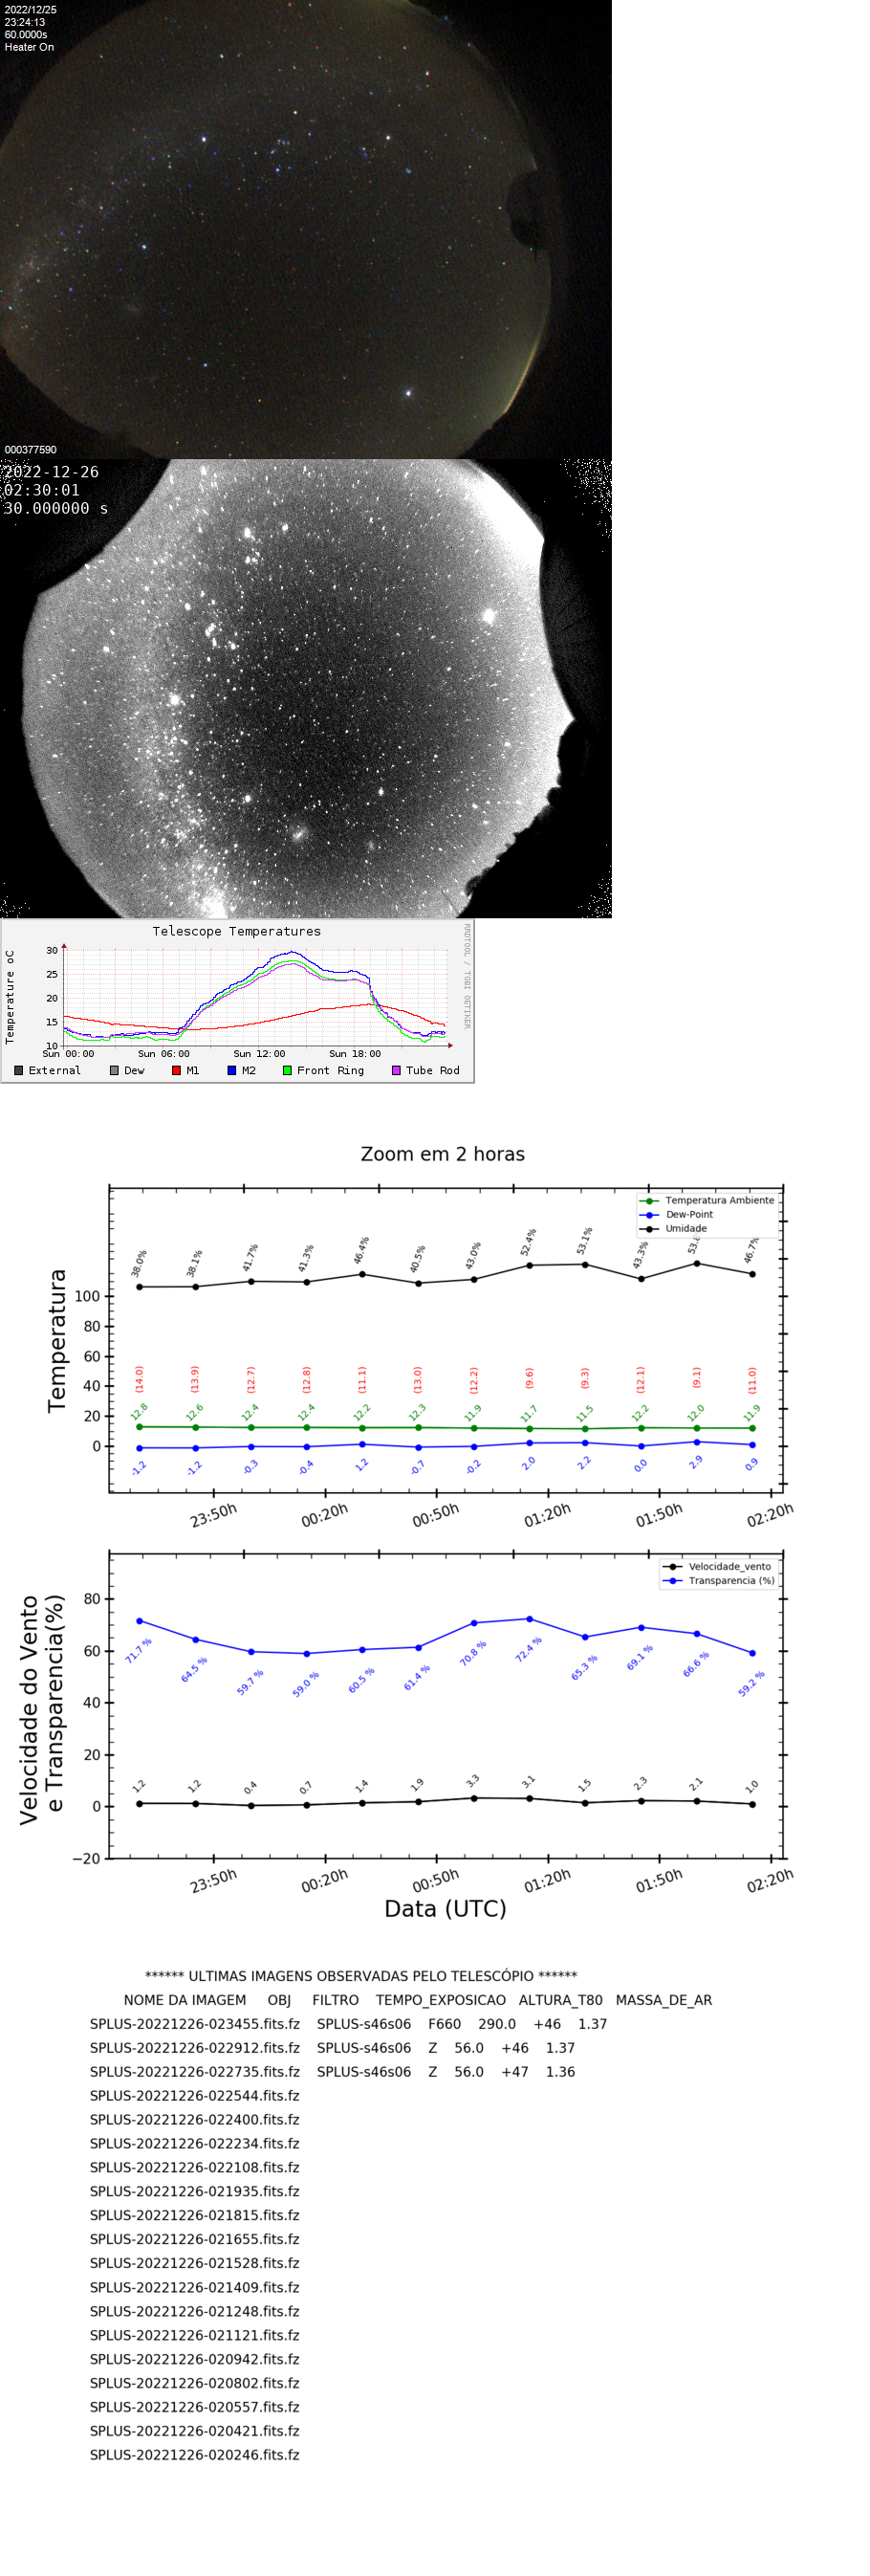 2022/12/25
23:24:13
60.0000s
Heater On
000377590
2022-12-26
02:30:01
30.000000 s
Telescope Temperatures
RRDTOOL / TOBI OETIKER
Temperature oC
30
25
20
15
10
Sun 00:00 Sun 06:00 Sun 12:00 Sun 18:00
External Dew M1 M2 Front Ring Tube Rod
Zoom em 2 horas
Temperatura Ambiente
Dew-Point
Umidade
Temperatura
100
80
60
40
20
0
38.0% 38.1% 41.7% 41.3% 46.4% 40.5% 43.0% 52.4% 53.1% 43.3% 46.7%
(14.0) (13.9) (12.7) (12.8) (11.1) (13.0) (12.2) (9.6) (9.3) (12.1) (9.1) (11.0)
12.8 12.6 12.4 12.4 12.2 12.3 11.9 11.7 11.5 12.2 12.0 11.9
-1.2 -1.2 -0.3 -0.4 1.2 -0.7 -0.2 2.0 2.2 0.0 2.9 0.9
23:50h 00:20h 00:50h 01:20h 01:50h 02:20h
Velocidade_vento
Transparencia (%)
Velocidade do Vento
e Transparencia(%)
80
60
40
20
0
−20
71.7 % 64.5 % 59.7 % 59.0 % 60.5 % 61.4 % 70.8 % 72.4 % 65.3 % 69.1 % 66.6 % 59.2 %
1.2 1.2 0.4 0.7 1.4 1.9 3.3 3.1 1.5 2.3 2.1 1.0
23:50h 00:20h 00:50h 01:20h 01:50h 02:20h
Data (UTC)
****** ULTIMAS IMAGENS OBSERVADAS PELO TELESCÓPIO ******
NOME DA IMAGEM OBJ FILTRO TEMPO_EXPOSICAO ALTURA_T80 MASSA_DE_AR
SPLUS-20221226-023455.fits.fz SPLUS-s46s06 F660 290.0 +46 1.37
SPLUS-20221226-022912.fits.fz SPLUS-s46s06 Z 56.0 +46 1.37
SPLUS-20221226-022735.fits.fz SPLUS-s46s06 Z 56.0 +47 1.36
SPLUS-20221226-022544.fits.fz
SPLUS-20221226-022400.fits.fz
SPLUS-20221226-022234.fits.fz
SPLUS-20221226-022108.fits.fz
SPLUS-20221226-021935.fits.fz
SPLUS-20221226-021815.fits.fz
SPLUS-20221226-021655.fits.fz
SPLUS-20221226-021528.fits.fz
SPLUS-20221226-021409.fits.fz
SPLUS-20221226-021248.fits.fz
SPLUS-20221226-021121.fits.fz
SPLUS-20221226-020942.fits.fz
SPLUS-20221226-020802.fits.fz
SPLUS-20221226-020557.fits.fz
SPLUS-20221226-020421.fits.fz
SPLUS-20221226-020246.fits.fz